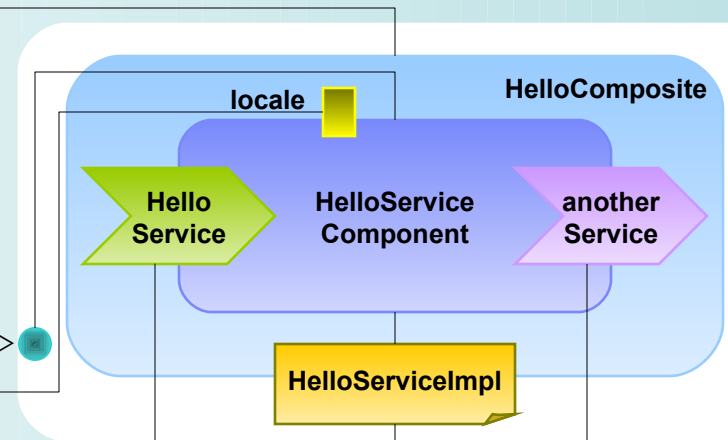 HelloComposite
locale
Hello
Service
HelloService
Component
another
Service
HelloServiceImpl